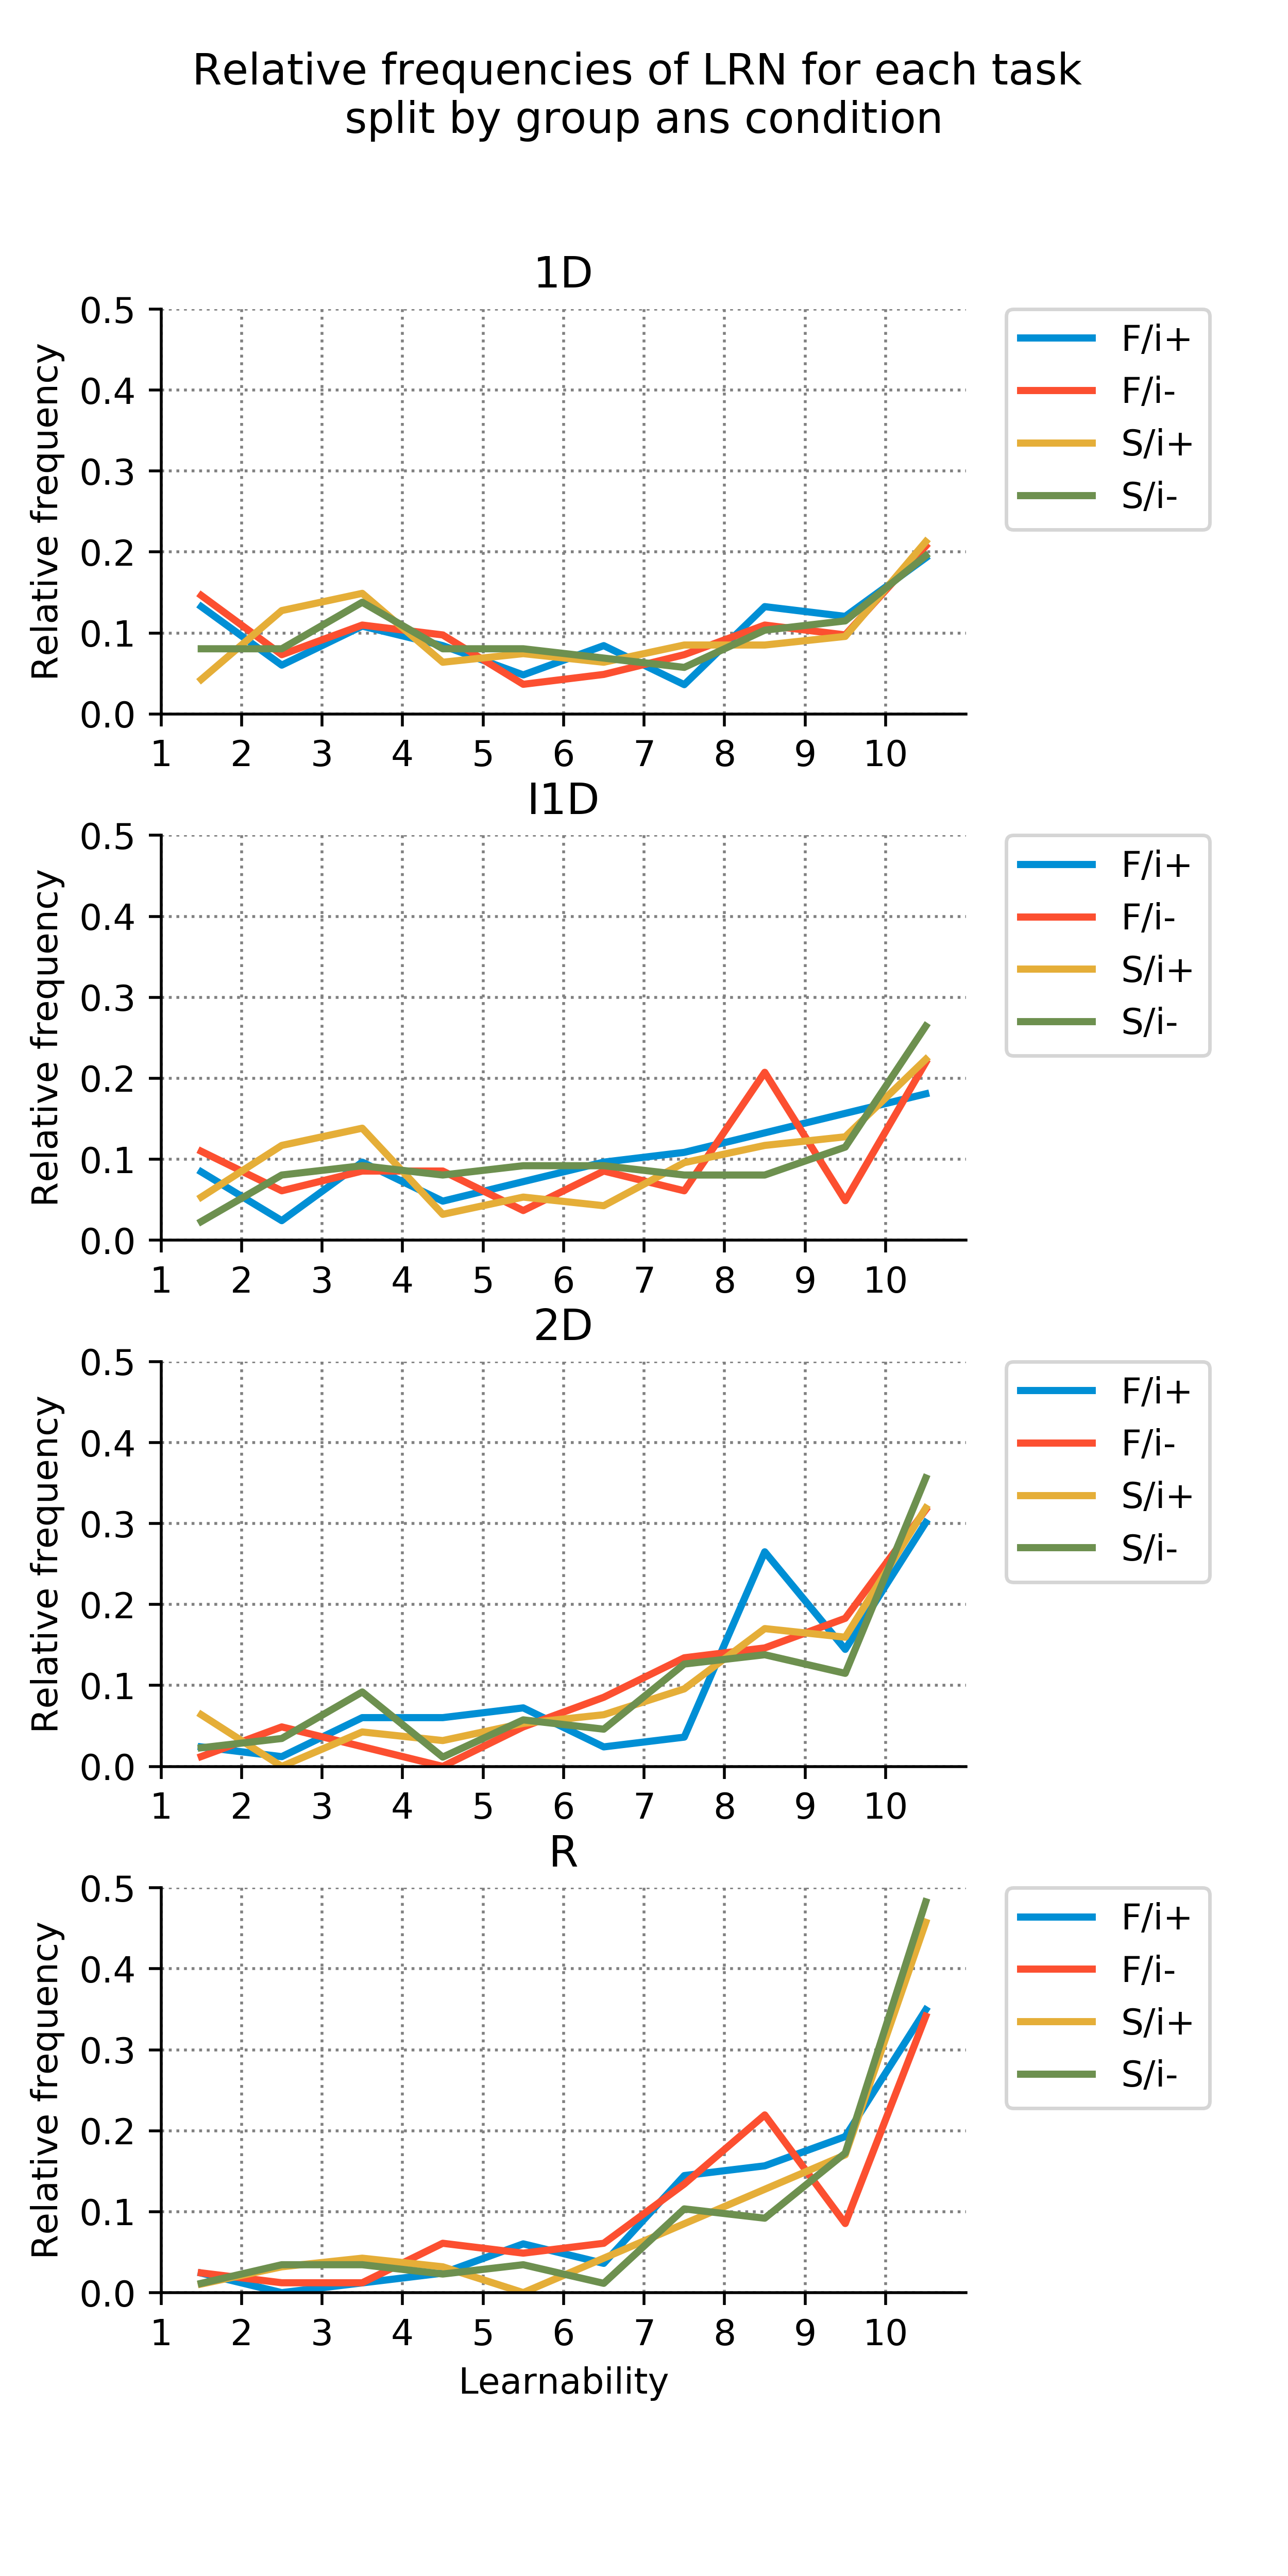 Relative frequencies of LRN for each task
split by group ans condition
1D
0.5
0.4
0.3
0.2
0.1
0.0
Relative frequency
1 2 3 4 5 6 7 8 9 10
F/i+
F/i-
S/i+
S/i-
I1D
0.5
0.4
0.3
0.2
0.1
0.0
Relative frequency
1 2 3 4 5 6 7 8 9 10
F/i+
F/i-
S/i+
S/i-
2D
0.5
0.4
0.3
0.2
0.1
0.0
Relative frequency
1 2 3 4 5 6 7 8 9 10
F/i+
F/i-
S/i+
S/i-
R
0.5
0.4
0.3
0.2
0.1
0.0
Relative frequency
1 2 3 4 5 6 7 8 9 10
F/i+
F/i-
S/i+
S/i-
Learnability